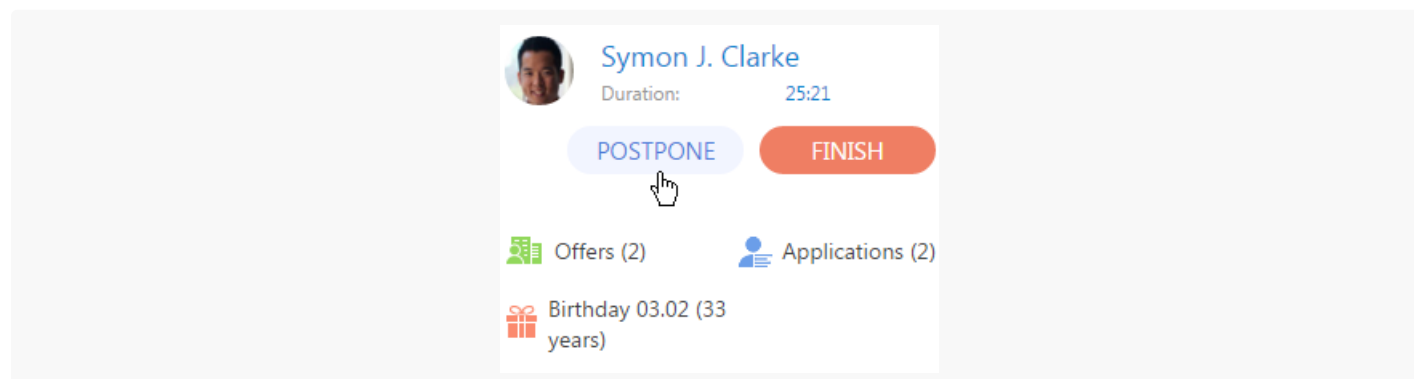 Symon J. Clarke
Duration: 25:21
POSTPONE FINISH
Offers (2) Applications (2)
Birthday 03.02 (33
years)